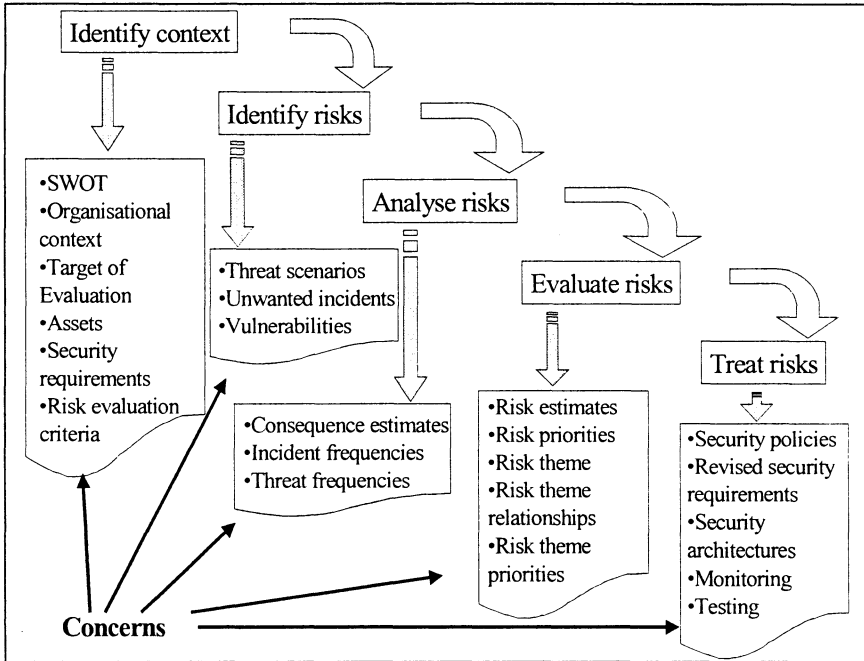 Identify context
Identify risks
Analyse risks
Evaluate risks
Treat risks
•SWOT
•Organisational
context
•Target of
Evaluation
•Assets
•Security
requirements
•Risk evaluation
criteria
•Threat scenarios
•Unwanted incidents
•Vulnerabilities
•Consequence estimates
•Incident frequencies
•Threat frequencies
•Risk estimates
•Risk priorities
•Risk theme
•Risk theme
relationships
•Risk theme
priorities
•Security policies
•Revised security
requirements
•Security
architectures
•Monitoring
•Testing
Concerns